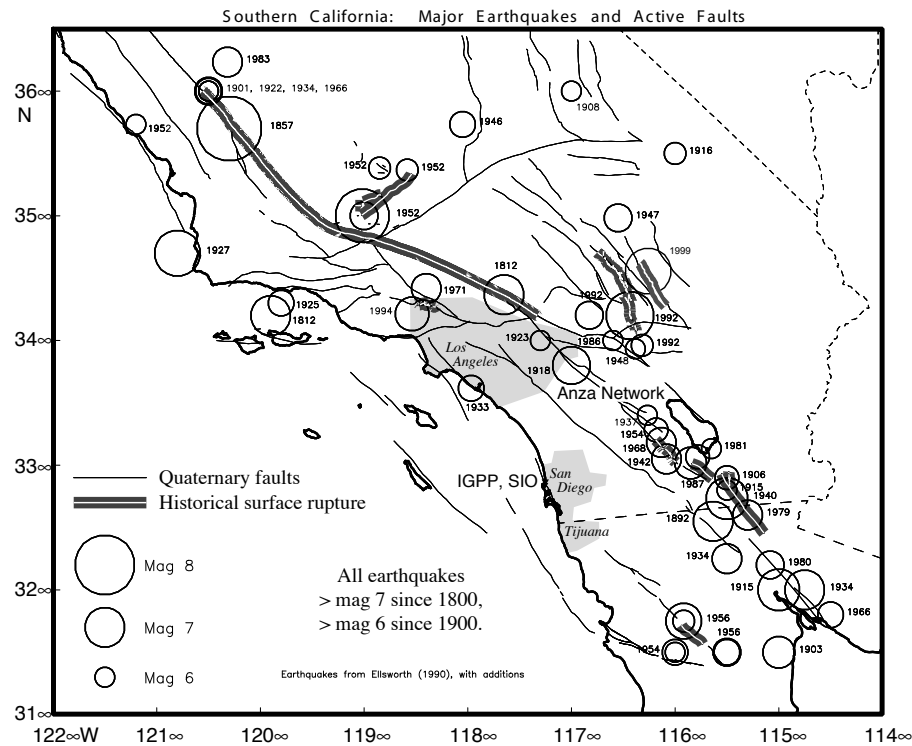 Southern California: Major Earthquakes and Active Faults
36∞
N
35∞
34∞
33∞
32∞
31∞
1983
1901, 1922, 1934, 1966
1857
1952
1908
1946
1916
1952
1952
1952
1947
1927
1812
1999
1971
1992
1925
1812
1994
1992
1923
1986
1992
1948
Los
Angeles
1918
1933
Anza Network
1937
1954
1968
1942
1981
1987
1906
1915
1940
1979
1892
IGPP, SIO
San
Diego
Tijuana
Quaternary faults
Historical surface rupture
Mag 8
Mag 7
Mag 6
All earthquakes
> mag 7 since 1800,
> mag 6 since 1900.
Earthquakes from Ellsworth (1990), with additions
1934
1980
1915
1934
1966
1956
1956
1954
1903
122∞W 121∞ 120∞ 119∞ 118∞ 117∞ 116∞ 115∞ 114∞